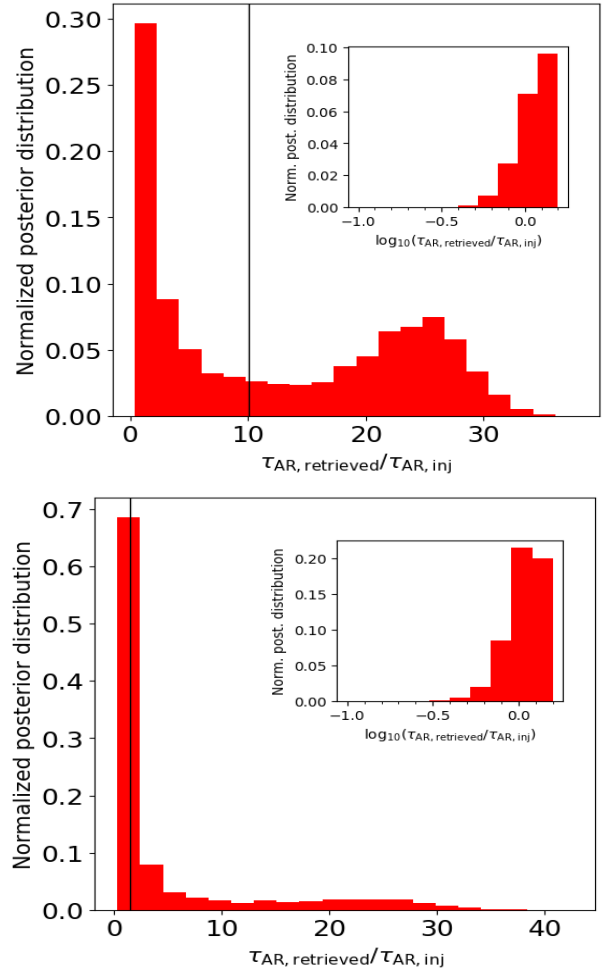 0.30
0.25
0.20
0.15
0.10
0.05
0.00
Normalized posterior distribution
0 10 20 30
τAR, retrieved/τAR, inj
0.10
0.08
0.06
0.04
0.02
0.00
Norm. post. distribution
−1.0 −0.5 0.0
log10(τAR, retrieved/τAR, inj)
0.7
0.6
0.5
0.4
0.3
0.2
0.1
0.0
Normalized posterior distribution
0 10 20 30 40
τAR, retrieved/τAR, inj
0.20
0.15
0.10
0.05
0.00
Norm. post. distribution
−1.0 −0.5 0.0
log10(τAR, retrieved/τAR, inj)